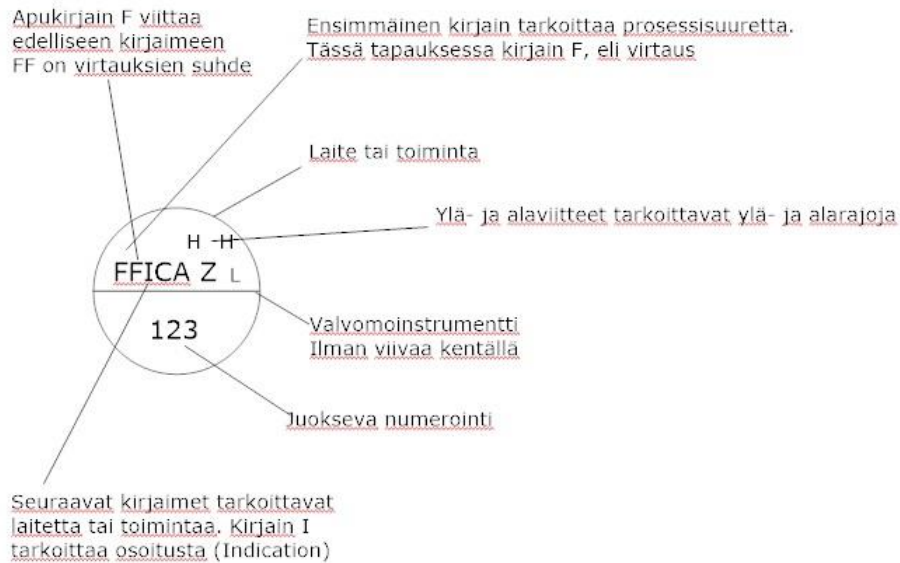 Apukirjain F viittaa
edelliseen kirjaimeen
FF on virtauksien suhde
Ensimmäinen kirjain tarkoittaa prosessisuuretta.
Tässä tapauksessa kirjain F, eli virtaus
Laite tai toiminta
Ylä- ja alaviitteet tarkoittavat ylä- ja alarajoja
H H
FFICA Z L
123
Valvomoinstrumentti
Ilman viivaa kentällä
Juokseva numerointi
Seuraavat kirjaimet tarkoittavat
laitetta tai toimintaa. Kirjain I
tarkoittaa osoitusta (Indication)